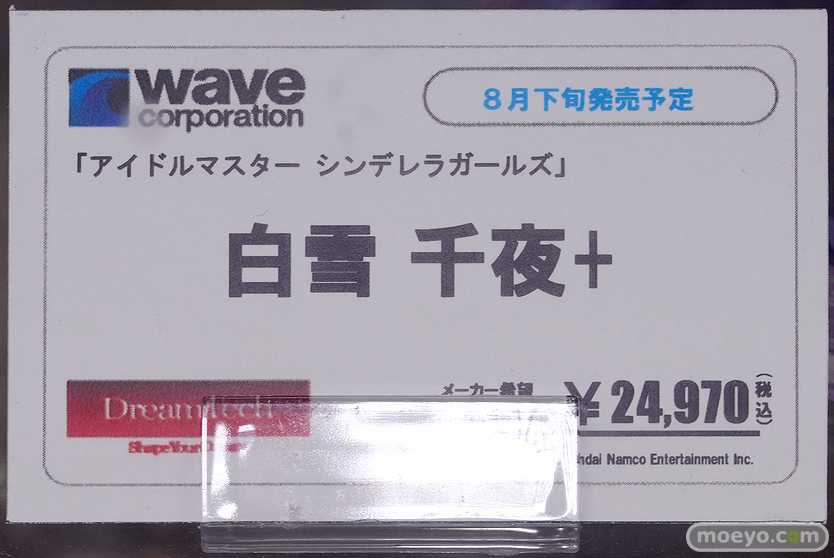 wave
corporation
8月下旬発売予定
「アイドルマスター シンデレラガールズ」
白雪 千夜+
DreamTech
メーカー希望
¥24,970(税込)
Shape Your
Namco Entertainment Inc.
moeyo.com